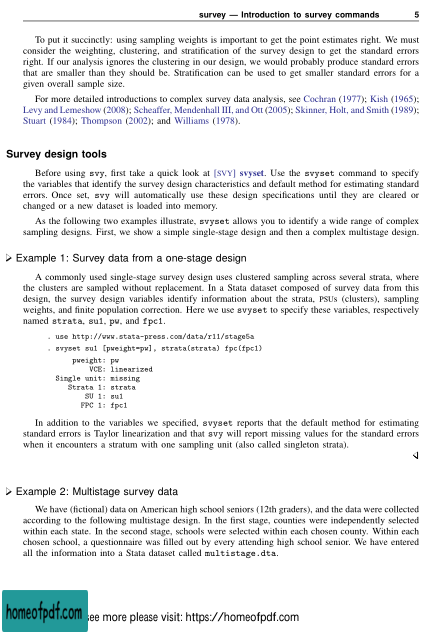 survey — Introduction to survey commands 5
To put it succinctly: using sampling weights is important to get the point estimates right. We must
consider the weighting, clustering, and stratification of the survey design to get the standard errors
right. If our analysis ignores the clustering in our design, we would probably produce standard errors
that are smaller than they should be. Stratification can be used to get smaller standard errors for a
given overall sample size.
For more detailed introductions to complex survey data analysis, see Cochran (1977); Kish (1965);
Levy and Lemeshow (2008); Scheaffer, Mendenhall III, and Ott (2005); Skinner, Holt, and Smith (1989);
Stuart (1984); Thompson (2002); and Williams (1978).
Survey design tools
Before using svy, first take a quick look at [SVY] svyset. Use the svyset command to specify
the variables that identify the survey design characteristics and default method for estimating standard
errors. Once set, svy will automatically use these design specifications until they are cleared or
changed or a new dataset is loaded into memory.
As the following two examples illustrate, svyset allows you to identify a wide range of complex
sampling designs. First, we show a simple single-stage design and then a complex multistage design.
Example 1: Survey data from a one-stage design
A commonly used single-stage survey design uses clustered sampling across several strata, where
the clusters are sampled without replacement. In a Stata dataset composed of survey data from this
design, the survey design variables identify information about the strata, PSUs (clusters), sampling
weights, and finite population correction. Here we use svyset to specify these variables, respectively
named strata, su1, pw, and fpc1.
. use http://www.stata-press.com/data/r11/stage5a
. svyset su1 [pweight=pw], strata(strata) fpc(fpc1)
pweight: pw
VCE: linearized
Single unit: missing
Strata 1: strata
SU 1: su1
FPC 1: fpc1
In addition to the variables we specified, svyset reports that the default method for estimating
standard errors is Taylor linearization and that svy will report missing values for the standard errors
when it encounters a stratum with one sampling unit (also called singleton strata).
Example 2: Multistage survey data
We have (fictional) data on American high school seniors (12th graders), and the data were collected
according to the following multistage design. In the first stage, counties were independently selected
within each state. In the second stage, schools were selected within each chosen county. Within each
chosen school, a questionnaire was filled out by every attending high school senior. We have entered
all the information into a Stata dataset called multistage.dta.
homeofpdf.com see more please visit: https://homeofpdf.com